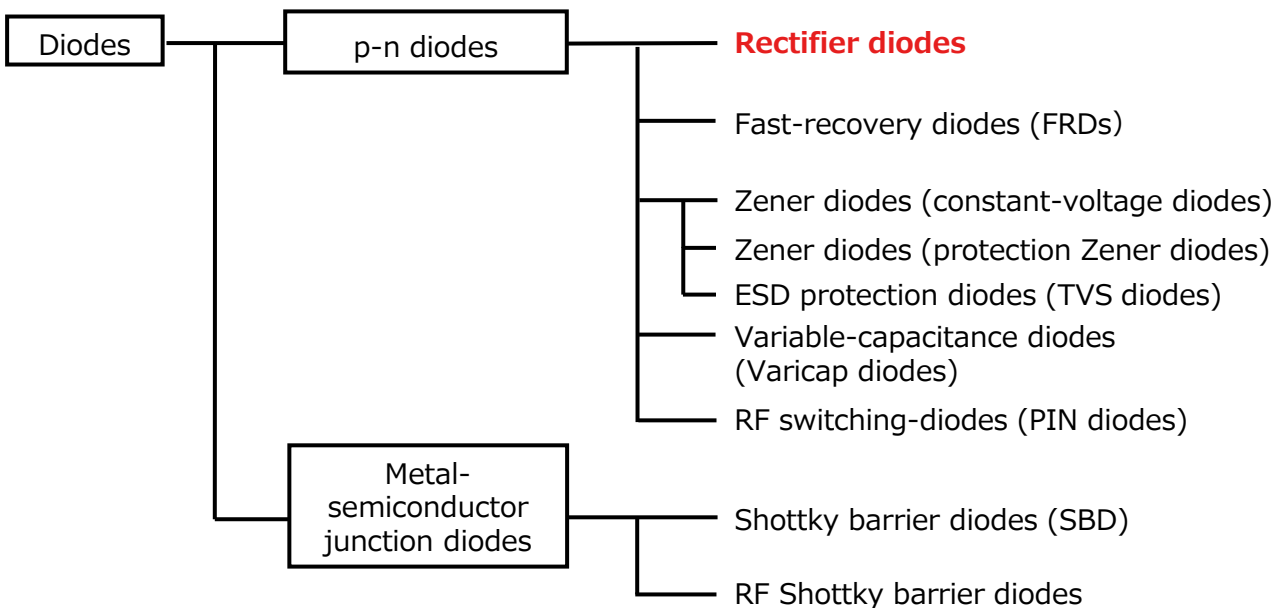 Diodes
p-n diodes
Rectifier diodes
Fast-recovery diodes (FRDs)
Zener diodes (constant-voltage diodes)
Zener diodes (protection Zener diodes)
ESD protection diodes (TVS diodes)
Variable-capacitance diodes
(Varicap diodes)
RF switching-diodes (PIN diodes)
Metal-
semiconductor
junction diodes
Shottky barrier diodes (SBD)
RF Shottky barrier diodes